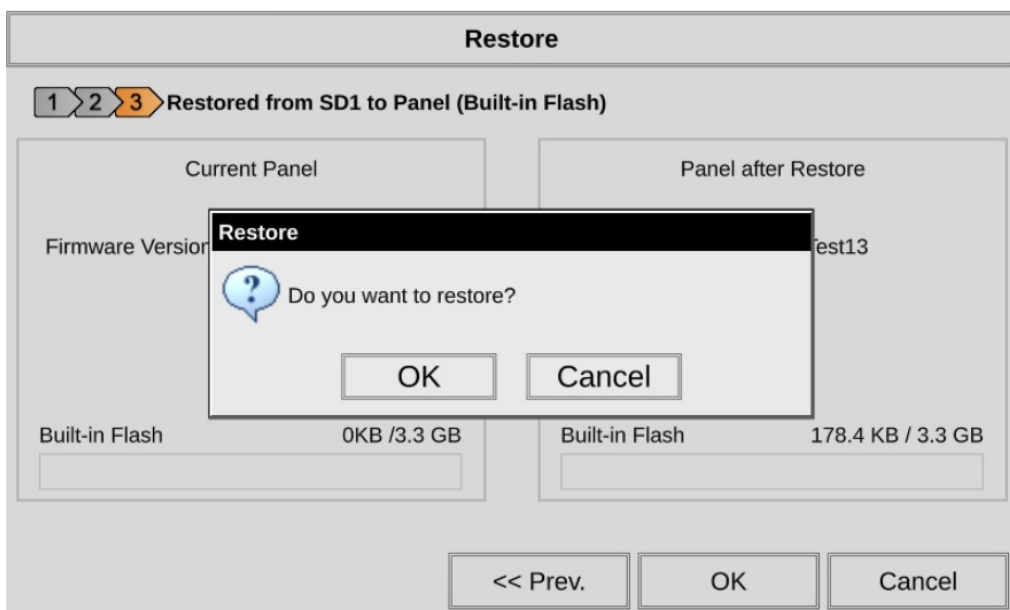 Restore
1 2 3 Restored from SD1 to Panel (Built-in Flash)
Current Panel
Panel after Restore
Firmware Version
Restore
Do you want to restore?
OK
Cancel
Built-in Flash
0KB /3.3 GB
Built-in Flash
178.4 KB / 3.3 GB
<< Prev.
OK
Cancel